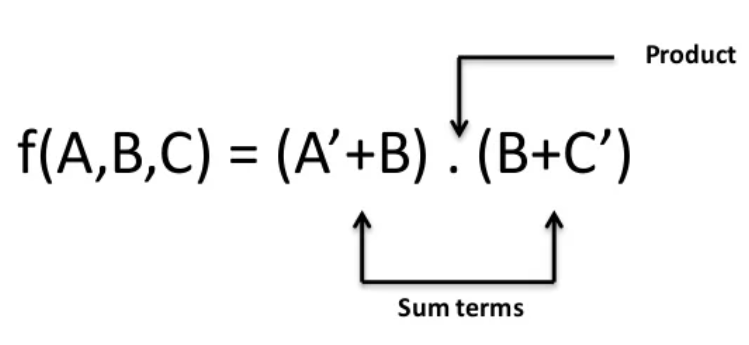 Product
f(A,B,C) = (A’+B) . (B+C’)
Sum terms